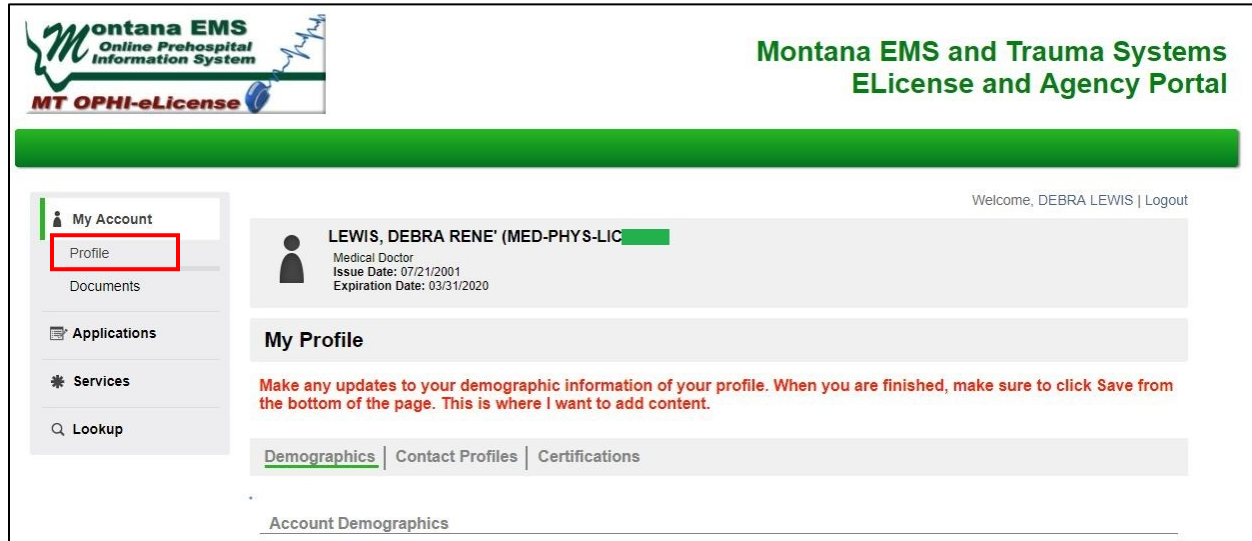 Montana EMS
Online Prehospital
Information System
MT OPHI-eLicense
Montana EMS and Trauma Systems
ELicense and Agency Portal
Welcome, DEBRA LEWIS | Logout
My Account
Profile
Documents
Applications
Services
Lookup
LEWIS, DEBRA RENE' (MED-PHYS-LIC
Medical Doctor
Issue Date: 07/21/2001
Expiration Date: 03/31/2020
My Profile
Make any updates to your demographic information of your profile. When you are finished, make sure to click Save from
the bottom of the page. This is where I want to add content.
Demographics | Contact Profiles | Certifications
Account Demographics